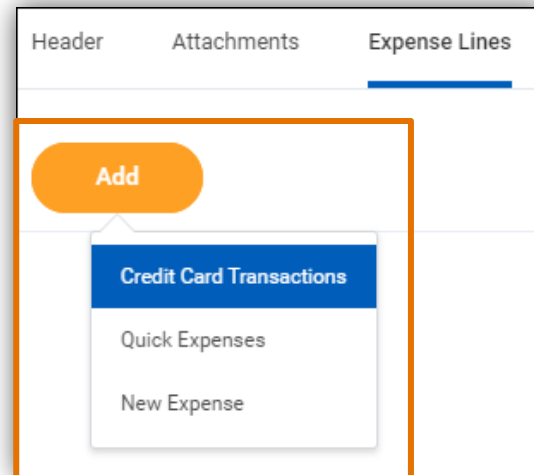 Header Attachments Expense Lines
Add
Credit Card Transactions
Quick Expenses
New Expense